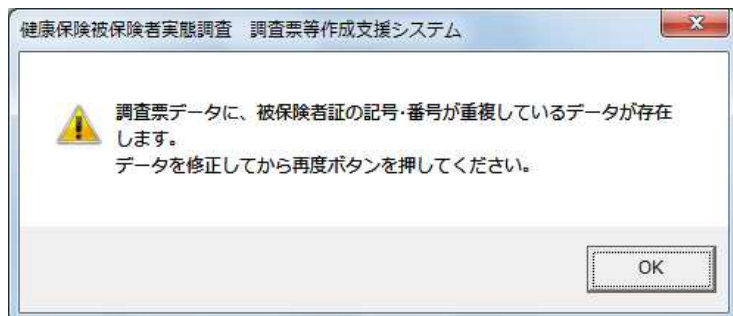 健康保険被保険者実態調査　調査票等作成支援システム
調査票データに、被保険者証の記号･番号が重複しているデータが存在
します。
データを修正してから再度ボタンを押してください。
OK